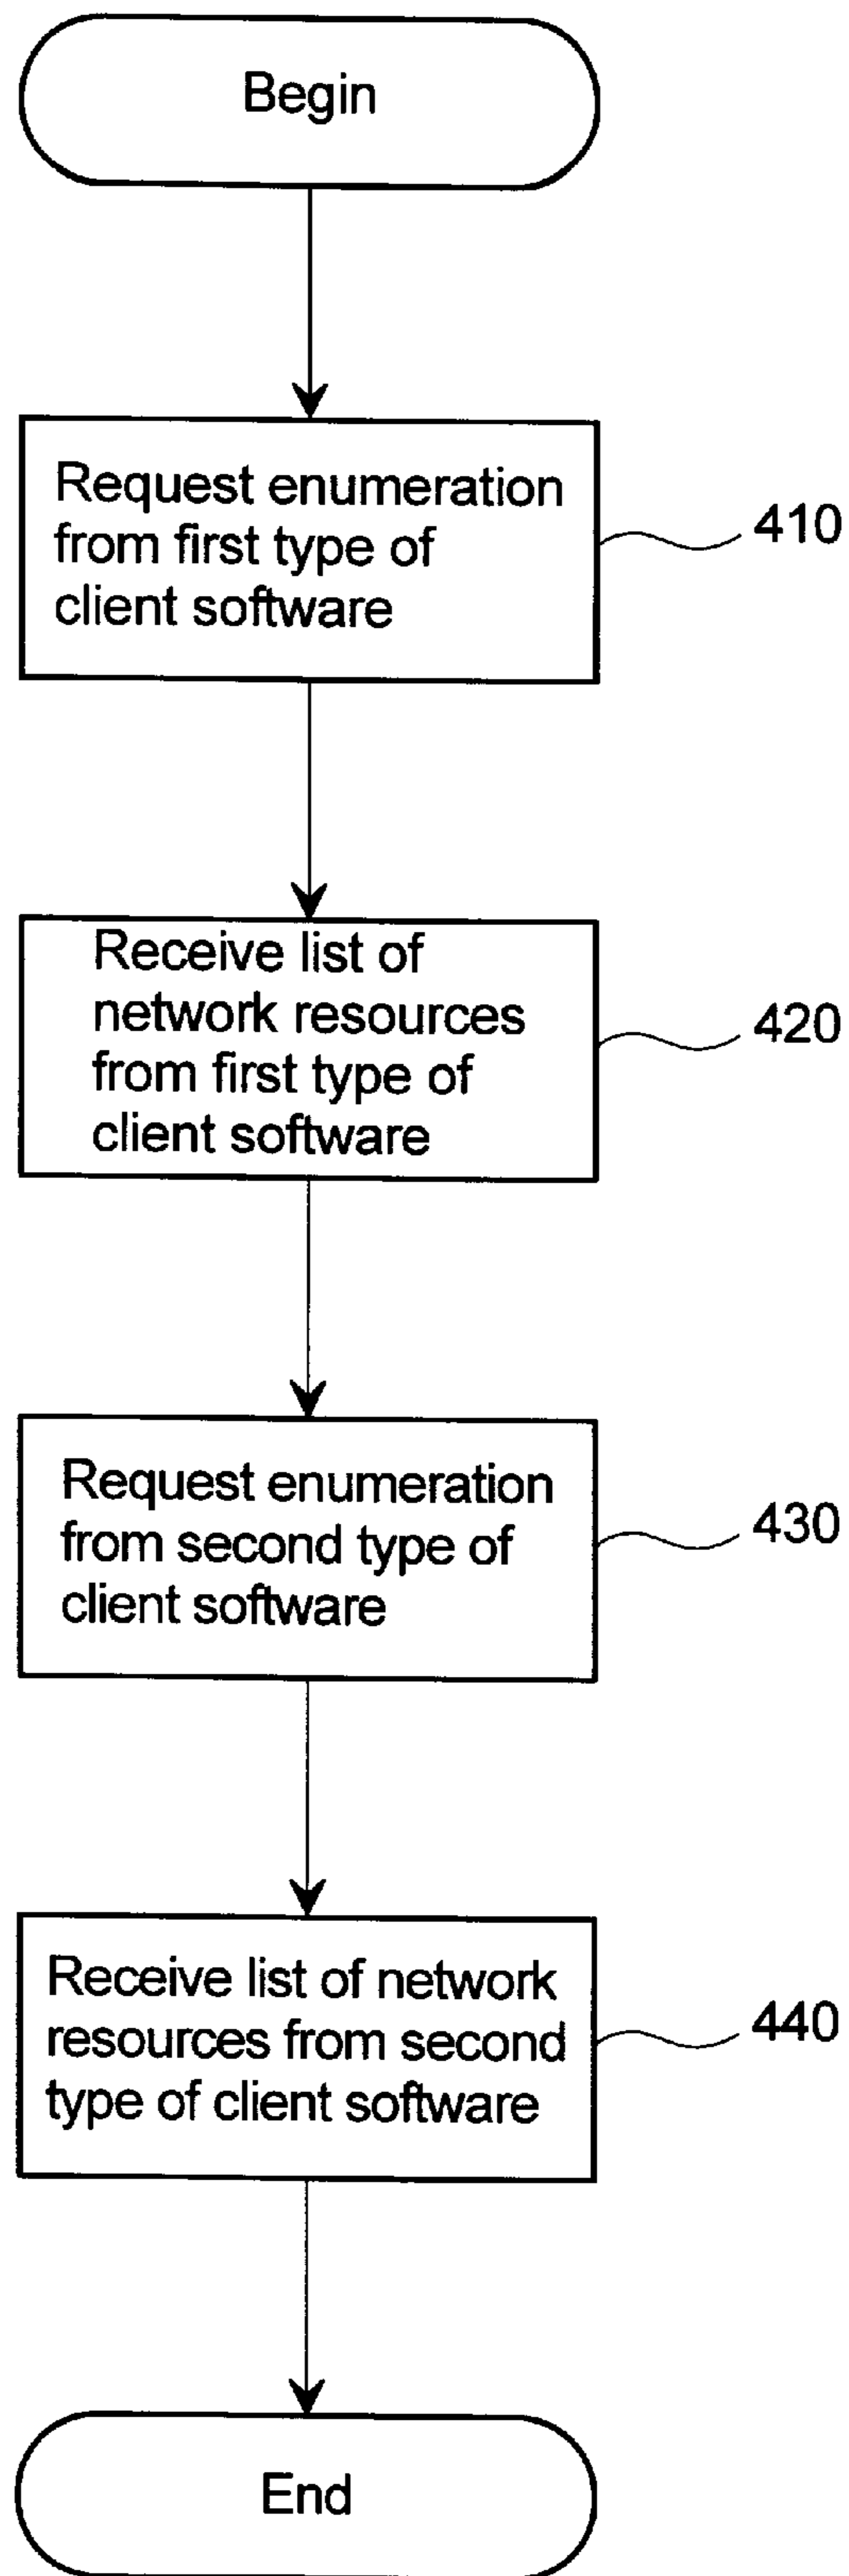 Begin
Request enumeration
from first type of
client software
410
Receive list of
network resources
from first type of
client software
420
Request enumeration
from second type of
client software
430
Receive list of network
resources from second
type of client software
440
End